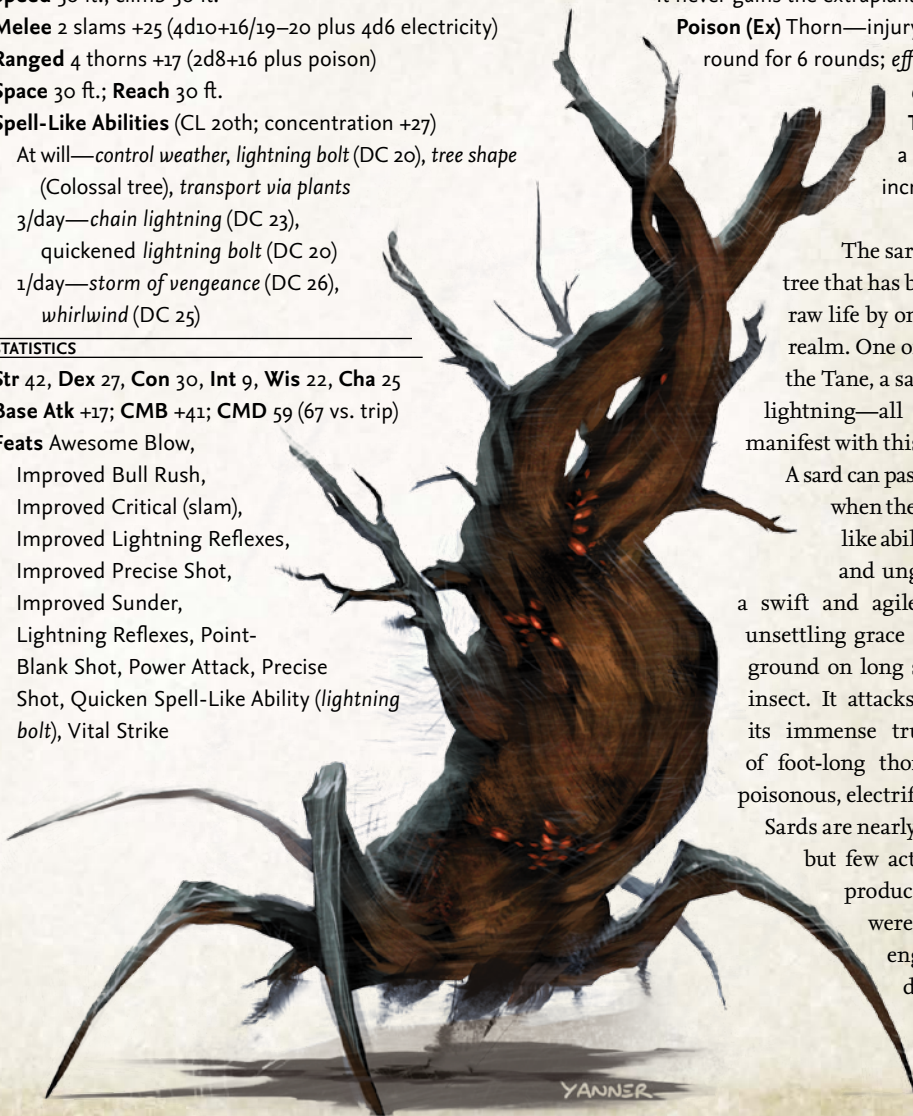 Speed 30 ft., climb 30 ft.
Melee 2 slams +25 (4d10+16/19–20 plus 4d6 electricity)
Ranged 4 thorns +17 (2d8+16 plus poison)
Space 30 ft.; Reach 30 ft.
Spell-Like Abilities (CL 20th; concentration +27)
At will—control weather, lightning bolt (DC 20), tree shape
(Colossal tree), transport via plants
3/day—chain lightning (DC 23),
quickened lightning bolt (DC 20)
1/day—storm of vengeance (DC 26),
whirlwind (DC 25)
STATISTICS
Str 42, Dex 27, Con 30, Int 9, Wis 22, Cha 25
Base Atk +17; CMB +41; CMD 59 (67 vs. trip)
Feats Awesome Blow,
Improved Bull Rush,
Improved Critical (slam),
Improved Lightning Reflexes,
Improved Precise Shot,
Improved Sunder,
Lightning Reflexes, Point-
Blank Shot, Power Attack, Precise
Shot, Quicken Spell-Like Ability (lightning
bolt), Vital Strike
it never gains the
Poison (Ex) Thorn—injury
round for 6 rounds;
a
incr
The sar
tree that has b
raw life by or
realm. One o
the Tane, a sa
lightning—all
manifest with this
A sard can pas
when the
like abil
and ung
a swift and agile
unsettling grace
ground on long s
insect. It attacks
its immense tru
of foot-long thor
poisonous, electrif
Sards are nearly
but few act
produc
were
eng
d
YANNER